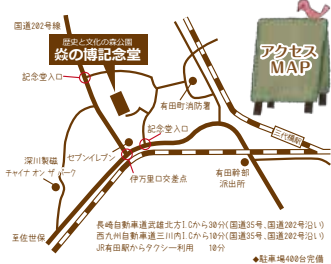 国道202号線
歴史と文化の森公園
焱の博記念堂
アクセス
MAP
記念堂入口
有田町消防署
三代橋駅
記念堂入口
セブンイレブン
深川製磁
チャイナ オン ザ パーク
伊万里口交差点
有田幹部
派出所
至佐世保
長崎自動車道武雄北方I.Cから30分(国道35号、国道202号沿い)
西九州自動車道三川内I.Cから10分(国道35号、国道202号沿い)
JR有田駅からタクシー利用 10分
◆駐車場400台完備